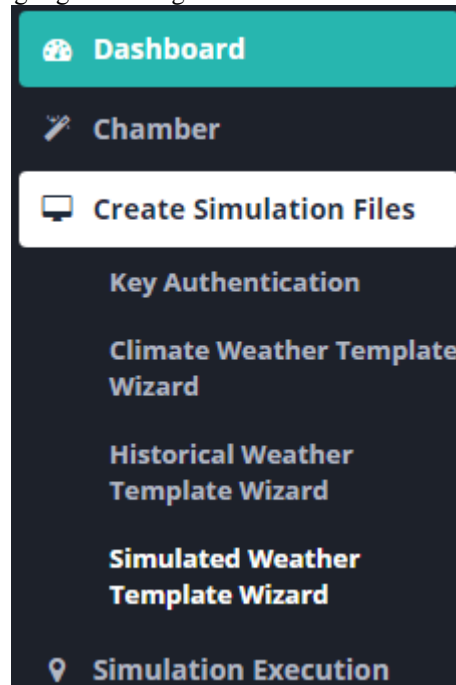 Dashboard
Chamber
Create Simulation Files
Key Authentication
Climate Weather Template
Wizard
Historical Weather
Template Wizard
Simulated Weather
Template Wizard
Simulation Execution